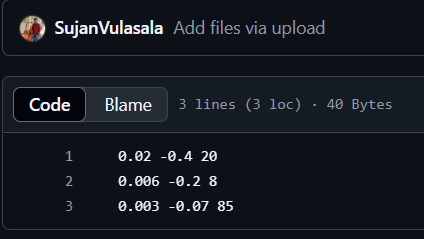 SujanVulasala Add files via upload
Code Blame 3 lines (3 loc) · 40 Bytes
1 0.02 -0.4 20
2 0.006 -0.2 8
3 0.003 -0.07 85